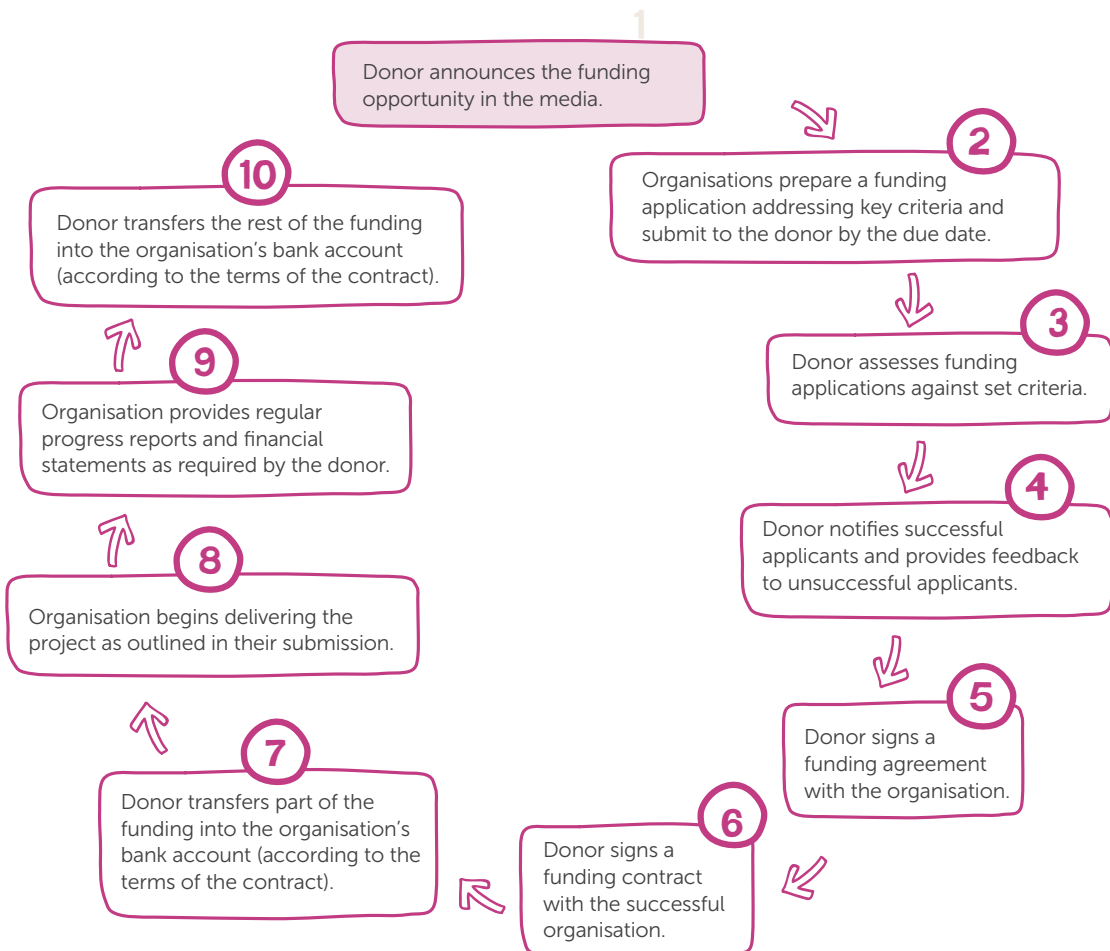 1
Donor announces the funding
opportunity in the media.
2
Organisations prepare a funding
application addressing key criteria and
submit to the donor by the due date.
3
Donor assesses funding
applications against set criteria.
4
Donor notifies successful
applicants and provides feedback
to unsuccessful applicants.
5
Donor signs a
funding agreement
with the organisation.
6
Donor signs a
funding contract
with the successful
organisation.
7
Donor transfers part of the
funding into the organisation’s
bank account (according to the
terms of the contract).
8
Organisation begins delivering the
project as outlined in their submission.
9
Organisation provides regular
progress reports and financial
statements as required by the donor.
10
Donor transfers the rest of the funding
into the organisation’s bank account
(according to the terms of the contract).